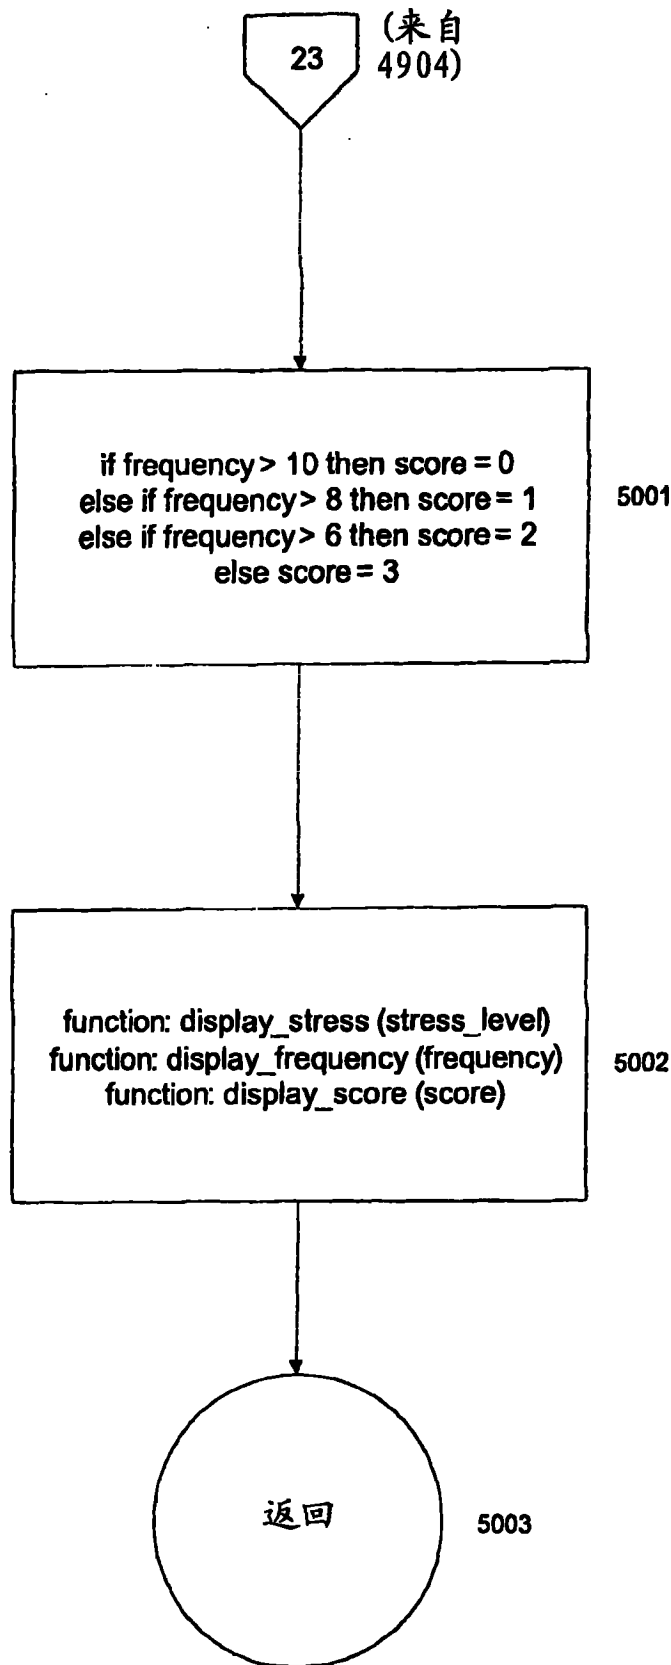 (来自
23
4904)
if frequency > 10 then score = 0
else if frequency > 8 then score = 1
else if frequency > 6 then score = 2
else score = 3
5001
function: display_stress (stress_level)
function: display_frequency (frequency)
function: display_score (score)
5002
返回
5003